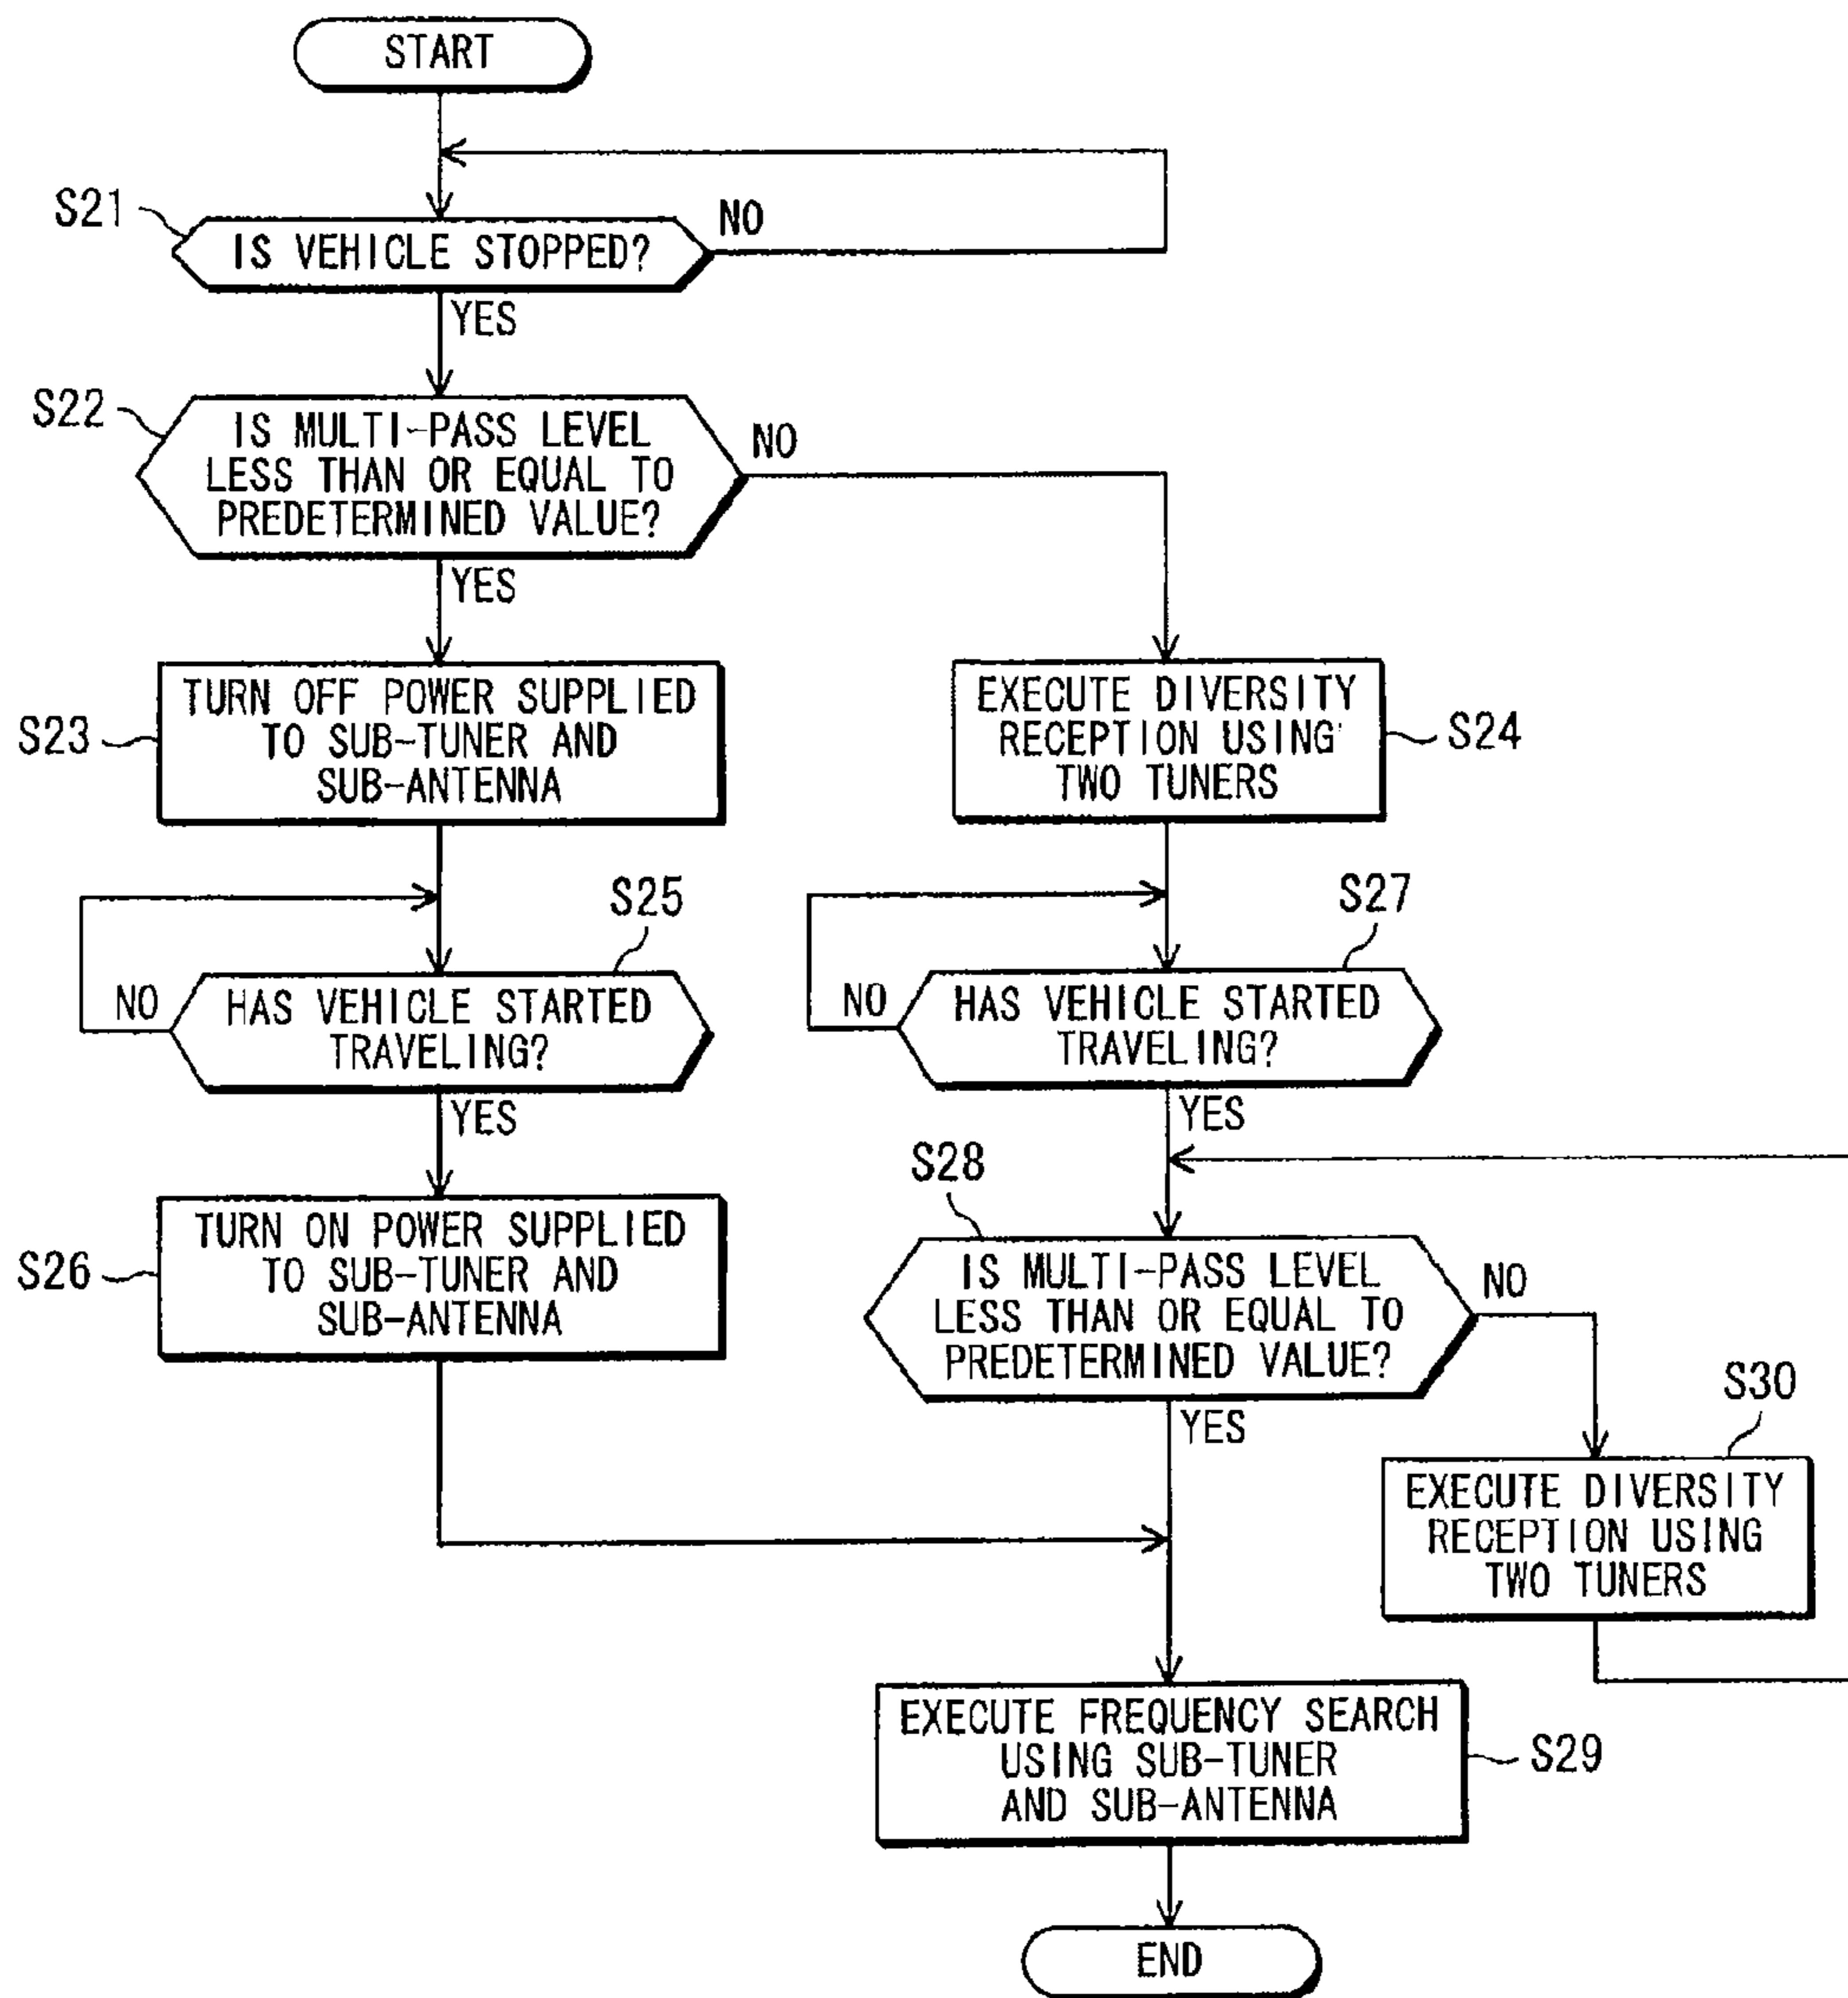 START
S21
IS VEHICLE STOPPED?
NO
YES
S22
IS MULTI-PASS LEVEL
LESS THAN OR EQUAL TO
PREDETERMINED VALUE?
NO
YES
S23
TURN OFF POWER SUPPLIED
TO SUB-TUNER AND
SUB-ANTENNA
EXECUTE DIVERSITY
RECEPTION USING
TWO TUNERS
S24
S25
NO
HAS VEHICLE STARTED
TRAVELING?
YES
S27
NO
HAS VEHICLE STARTED
TRAVELING?
YES
S26
TURN ON POWER SUPPLIED
TO SUB-TUNER AND
SUB-ANTENNA
S28
IS MULTI-PASS LEVEL
LESS THAN OR EQUAL TO
PREDETERMINED VALUE?
NO
YES
S30
EXECUTE DIVERSITY
RECEPTION USING
TWO TUNERS
EXECUTE FREQUENCY SEARCH
USING SUB-TUNER
AND SUB-ANTENNA
S29
END